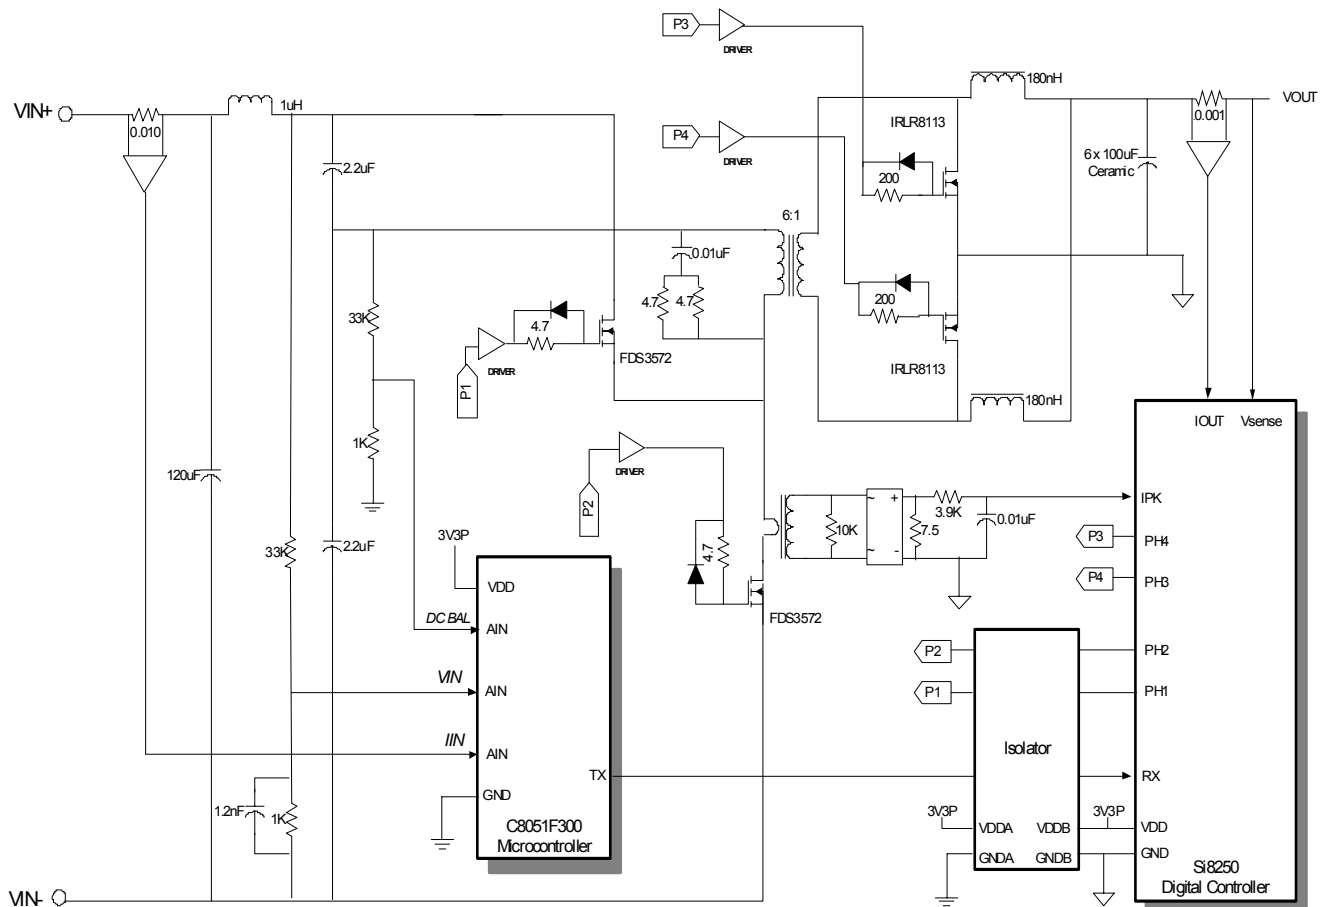 P3
DRIVER
180nH
VIN+
1uH
VOUT
0.010
0.001
IRLR8113
P4
DRIVER
6 x 100uF
Ceramic
2.2uF
200
6:1
0.01uF
4.7
4.7
200
33K
4.7
P1
DRIVER
FDS3572
IRLR8113
180nH
1K
P2
DRIVER
IOUT
Vsense
120uF
~
+
3.9K
IPK
10K
7.5
0.01uF
~
-
33K
2.2uF
3V3P
4.7
P3
PH4
P4
PH3
VDD
FDS3572
DC BAL
AIN
P2
PH2
VIN
AIN
P1
PH1
IIN
AIN
Isolator
TX
RX
GND
1.2nF
1K
3V3P
3V3P
C8051F300
Microcontroller
VDDA
VDDB
VDD
GNDA
GNDB
GND
Si8250
Digital Controller
VIN-